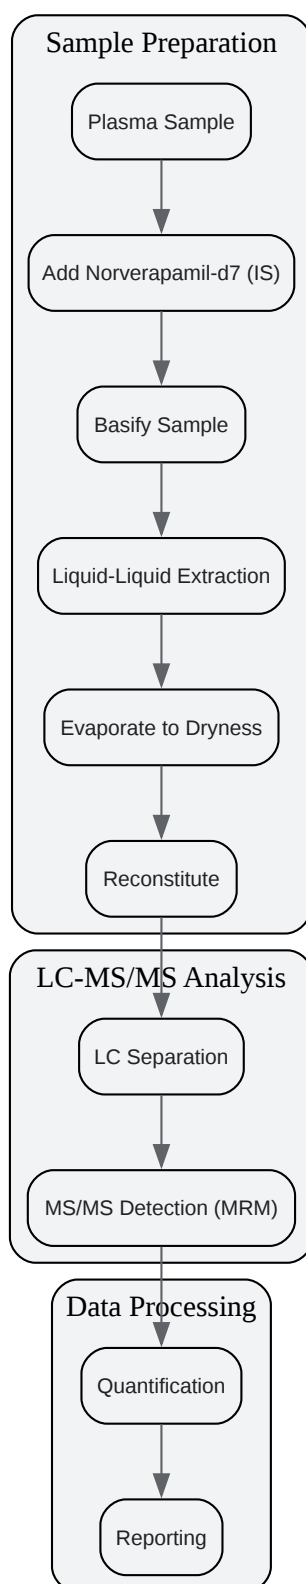 Sample Preparation
Plasma Sample
Add Norverapamil-d7 (IS)
Basify Sample
Liquid-Liquid Extraction
Evaporate to Dryness
Reconstitute
LC-MS/MS Analysis
LC Separation
MS/MS Detection (MRM)
Data Processing
Quantification
Reporting